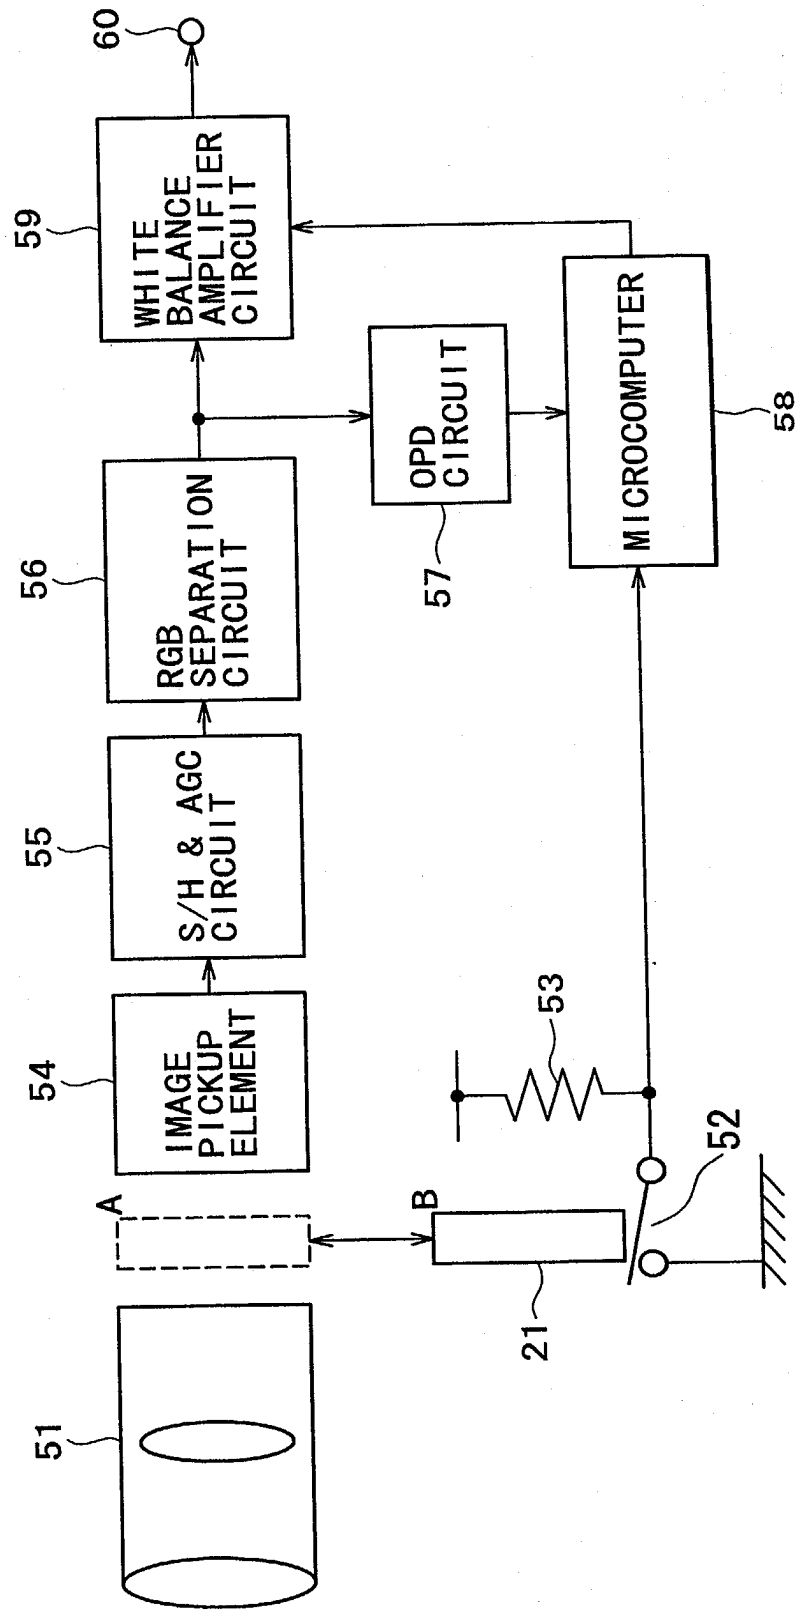 51
A
B
21
52
53
54
IMAGE
PICKUP
ELEMENT
55
S/H & AGC
CIRCUIT
56
RGB
SEPARATION
CIRCUIT
57
OPD
CIRCUIT
58
MICROCOMPUTER
59
WHITE
BALANCE
AMPLIFIER
CIRCUIT
60